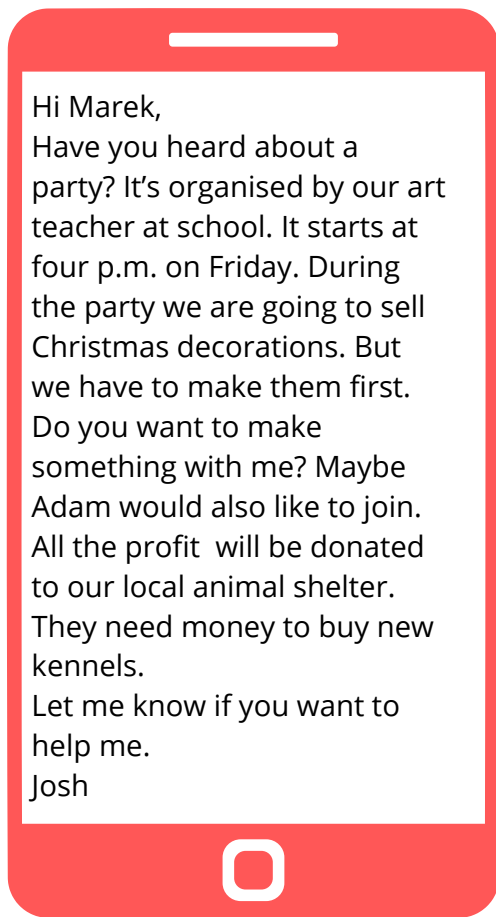 Hi Marek,
Have you heard about a
party? It’s organised by our art
teacher at school. It starts at
four p.m. on Friday. During
the party we are going to sell
Christmas decorations. But
we have to make them first.
Do you want to make
something with me? Maybe
Adam would also like to join.
All the profit  will be donated
to our local animal shelter.
They need money to buy new
kennels.
Let me know if you want to
help me.
Josh